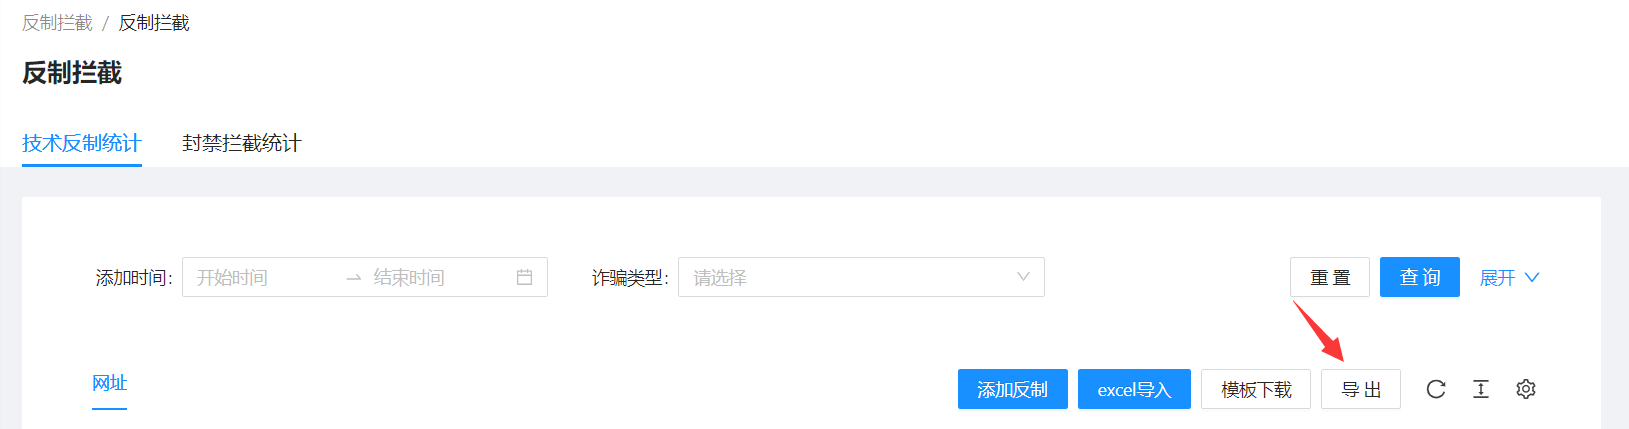 反制拦截 / 反制拦截
反制拦截
技术反制统计 封禁拦截统计
添加时间: 开始时间 结束时间 诈骗类型: 请选择 重 置 查 询 展开
网址 添加反制 excel导入 模板下载 导 出